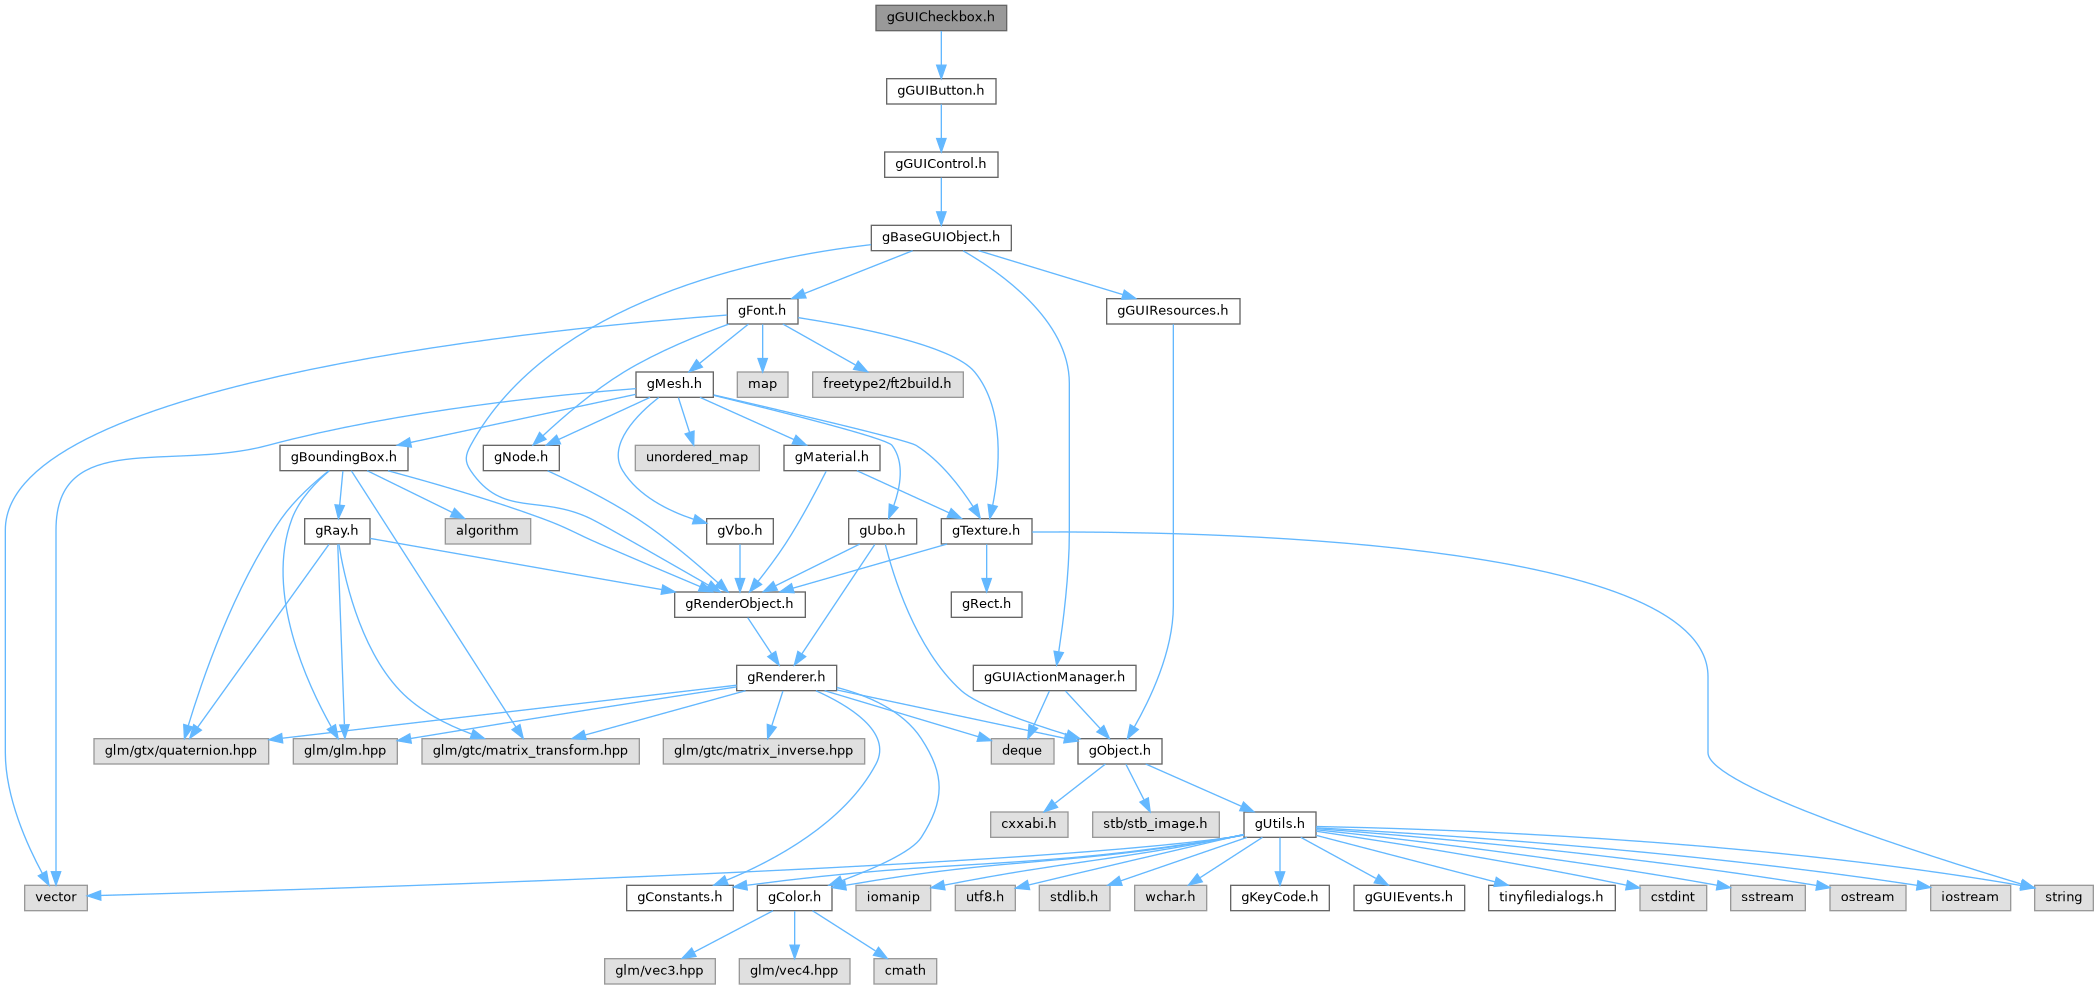 gGUICheckbox.h
gGUIButton.h
gGUIControl.h
gBaseGUIObject.h
gFont.h
gGUIResources.h
gMesh.h
map
freetype2/ft2build.h
gBoundingBox.h
gNode.h
unordered_map
gMaterial.h
gRay.h
algorithm
gVbo.h
gUbo.h
gTexture.h
gRenderObject.h
gRect.h
gRenderer.h
gGUIActionManager.h
glm/gtx/quaternion.hpp
glm/glm.hpp
glm/gtc/matrix_transform.hpp
glm/gtc/matrix_inverse.hpp
deque
gObject.h
cxxabi.h
stb/stb_image.h
gUtils.h
vector
gConstants.h
gColor.h
iomanip
utf8.h
stdlib.h
wchar.h
gKeyCode.h
gGUIEvents.h
tinyfiledialogs.h
cstdint
sstream
ostream
iostream
string
glm/vec3.hpp
glm/vec4.hpp
cmath